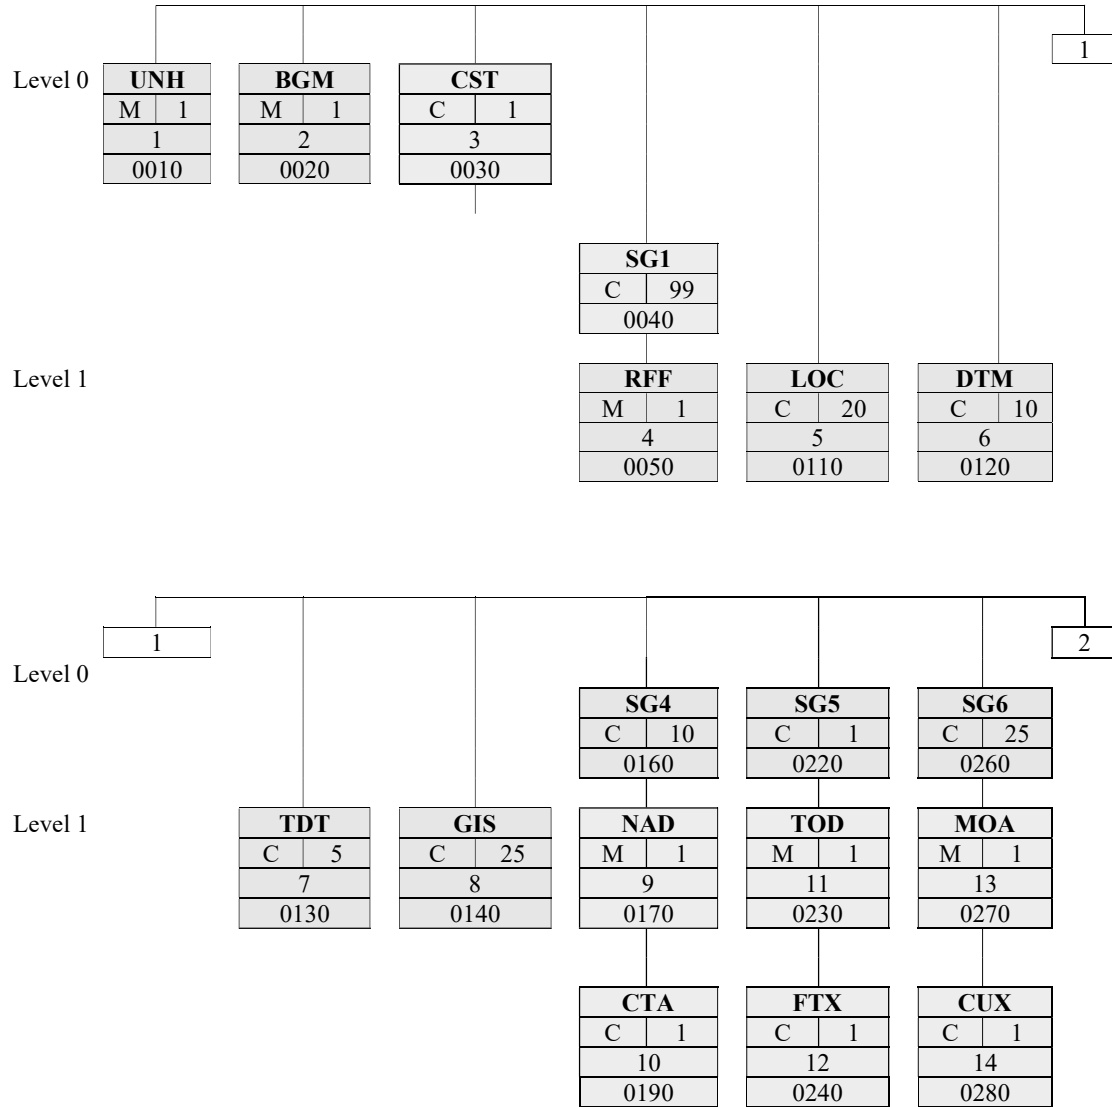 1
Level 0 UNH BGM CST
M 1 M 1 C 1
1 2 3
0010 0020 0030
SG1
C 99
0040
Level 1 RFF LOC DTM
M 1 C 20 C 10
4 5 6
0050 0110 0120
1 2
Level 0
SG4 SG5 SG6
C 10 C 1 C 25
0160 0220 0260
Level 1 TDT GIS NAD TOD MOA
C 5 C 25 M 1 M 1 M 1
7 8 9 11 13
0130 0140 0170 0230 0270
CTA FTX CUX
C 1 C 1 C 1
10 12 14
0190 0240 0280